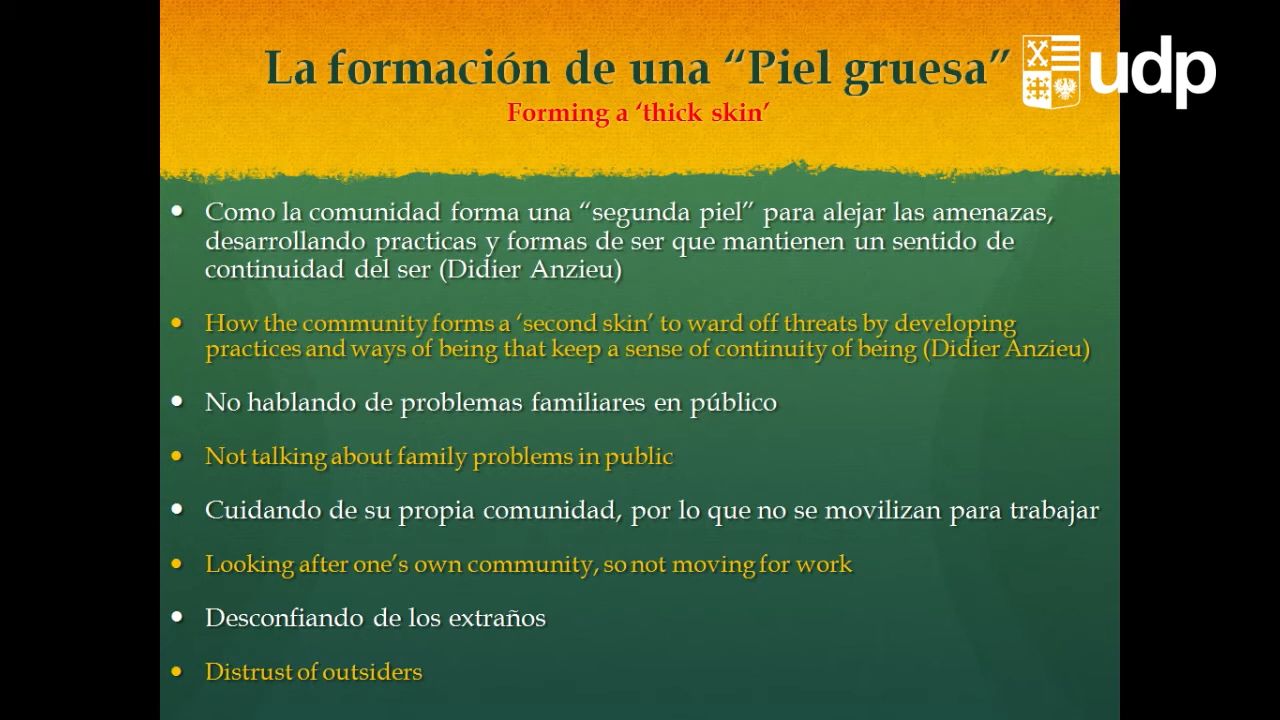 La formación de una “Piel gruesa”
udp
Forming a ‘thick skin’
• Como la comunidad forma una “segunda piel” para alejar las amenazas,
desarrollando practicas y formas de ser que mantienen un sentido de
continuidad del ser (Didier Anzieu)
• How the community forms a ‘second skin’ to ward off threats by developing
practices and ways of being that keep a sense of continuity of being (Didier Anzieu)
• No hablando de problemas familiares en público
• Not talking about family problems in public
• Cuidando de su propia comunidad, por lo que no se movilizan para trabajar
• Looking after one’s own community, so not moving for work
• Desconfiando de los extraños
• Distrust of outsiders